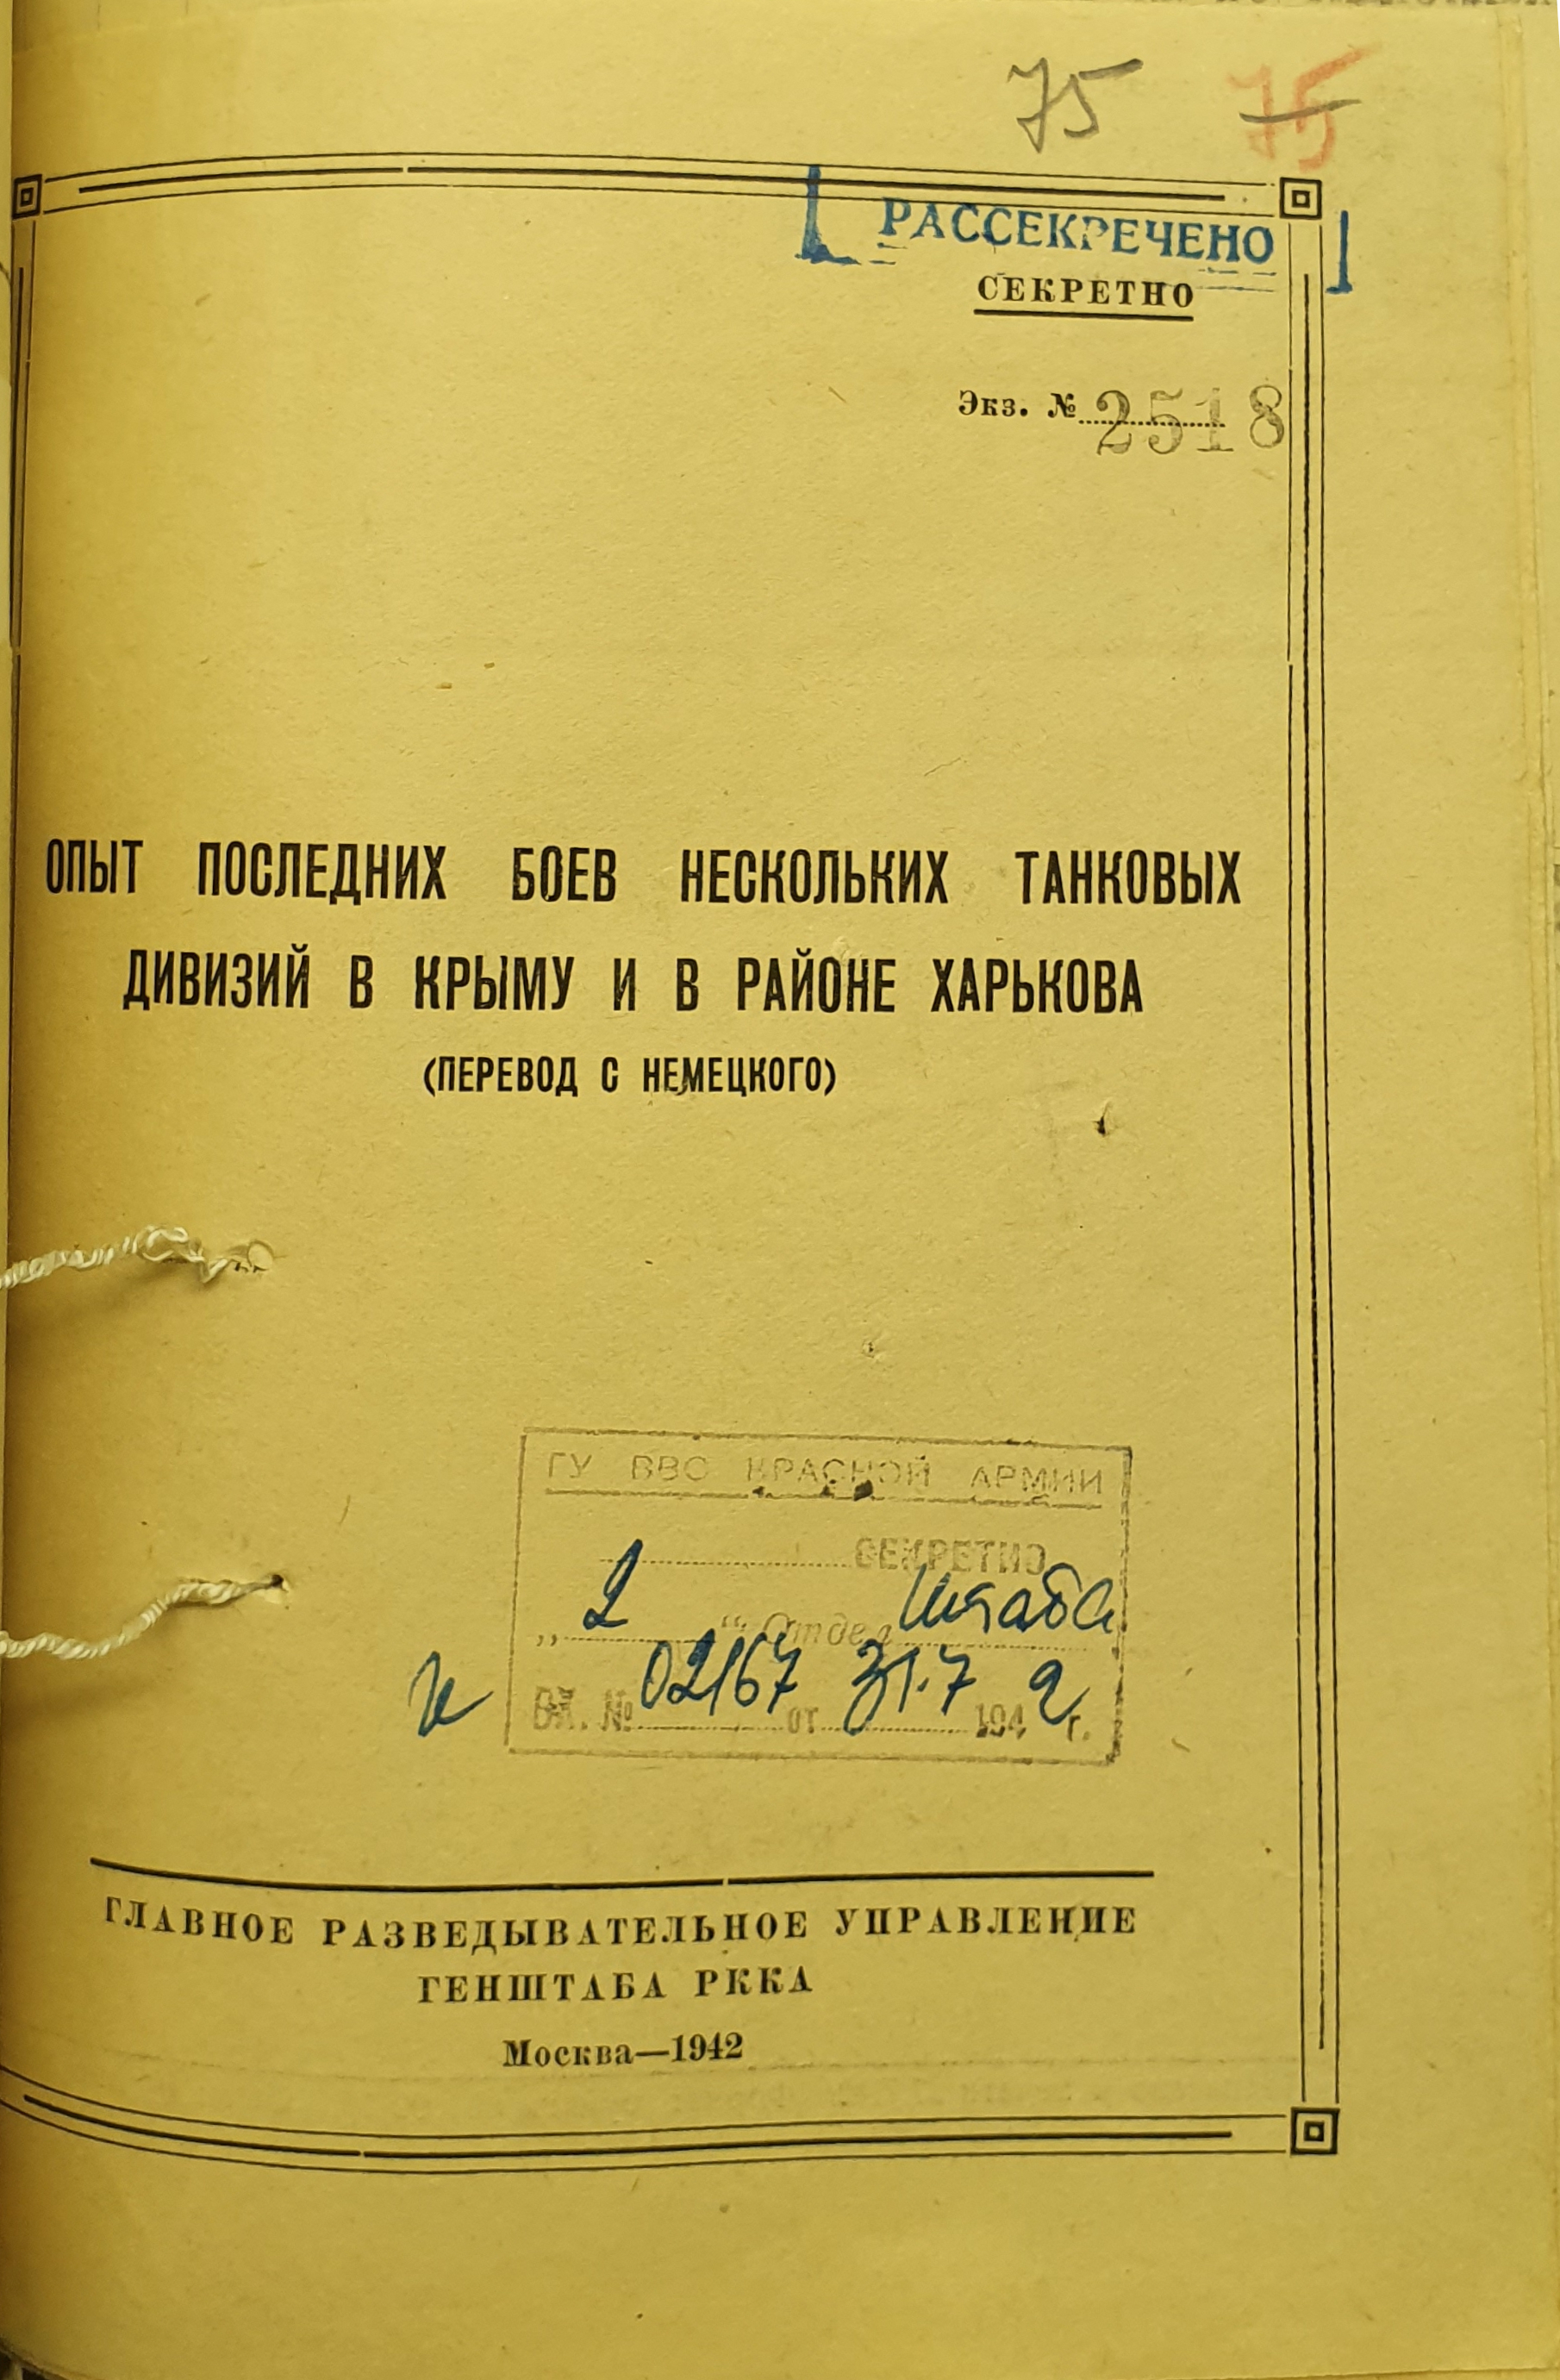 75 75
РАССЕКРЕЧЕНО
СЕКРЕТНО
Экз. № 2518
ОПЫТ ПОСЛЕДНИХ БОЕВ НЕСКОЛЬКИХ ТАНКОВЫХ
ДИВИЗИЙ В КРЫМУ И В РАЙОНЕ ХАРЬКОВА
(ПЕРЕВОД С НЕМЕЦКОГО)
ГУ ВВС КРАСНОЙ АРМИИ
СЕКРЕТНО
„ 2 “ Отдел Штаба
ВХ. № 02167 от 31.7 1942 г.
ГЛАВНОЕ РАЗВЕДЫВАТЕЛЬНОЕ УПРАВЛЕНИЕ
ГЕНШТАБА РККА
Москва—1942